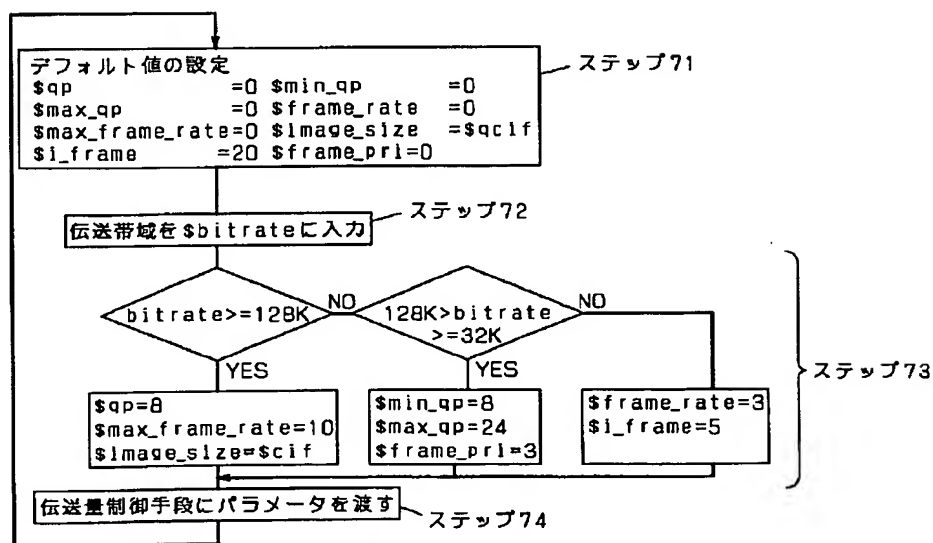 デフォルト値の設定
$qp =0 $min_qp =0
$max_qp =0 $frame_rate =0
$max_frame_rate=0 $image_size =$qcif
$i_frame =20 $frame_pri=0
ステップ71
伝送帯域を$bitrateに入力
ステップ72
bitrate>=128K
NO
128K>bitrate
>=32K
NO
YES
YES
$qp=8
$max_frame_rate=10
$image_size=$cif
$min_qp=8
$max_qp=24
$frame_pri=3
$frame_rate=3
$i_frame=5
ステップ73
伝送量制御手段にパラメータを渡す
ステップ74